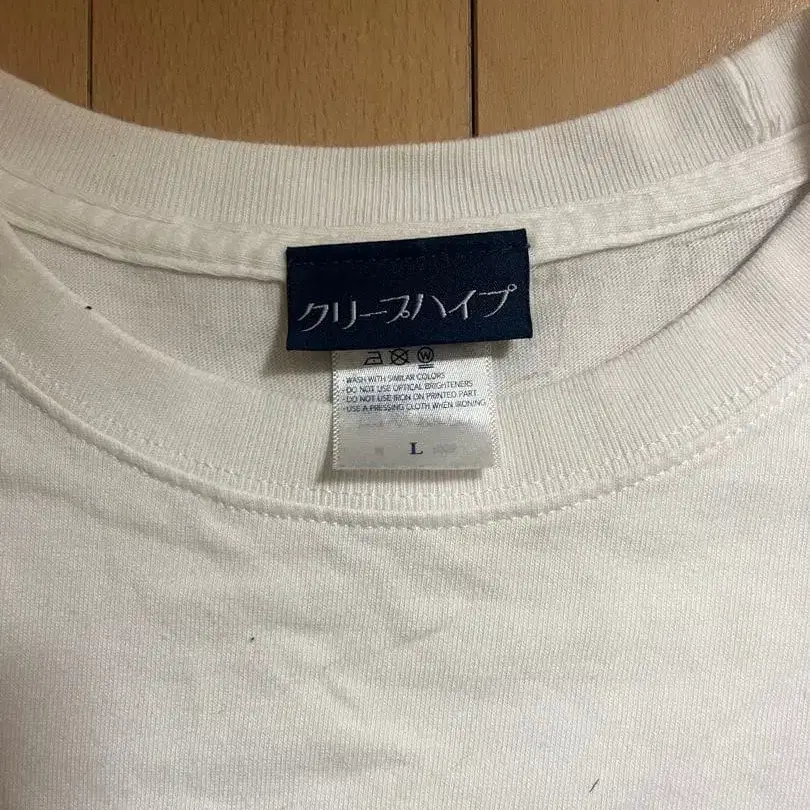 クリープハイプ
WASH WITH SIMILAR COLORS
DO NOT USE OPTICAL BRIGHTENERS
DO NOT USE IRON ON PRINTED PART
USE A PRESSING CLOTH WHEN IRONING
L